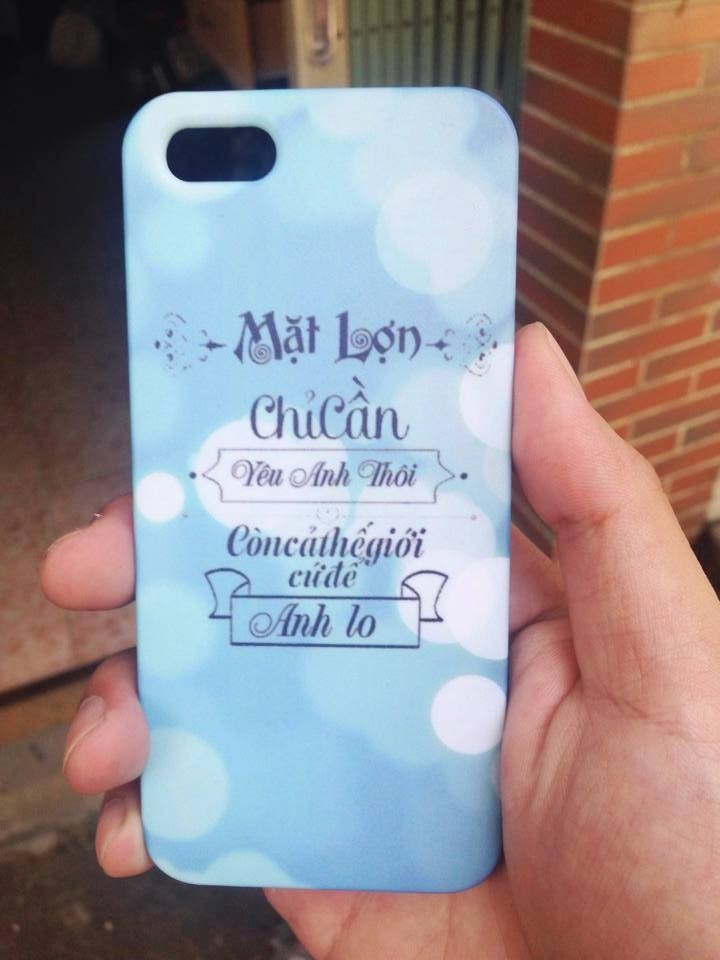 Mặt Lợn
ChỉCần
Yêu Anh Thôi
Còncảthếgiới
cứđể
Anh lo